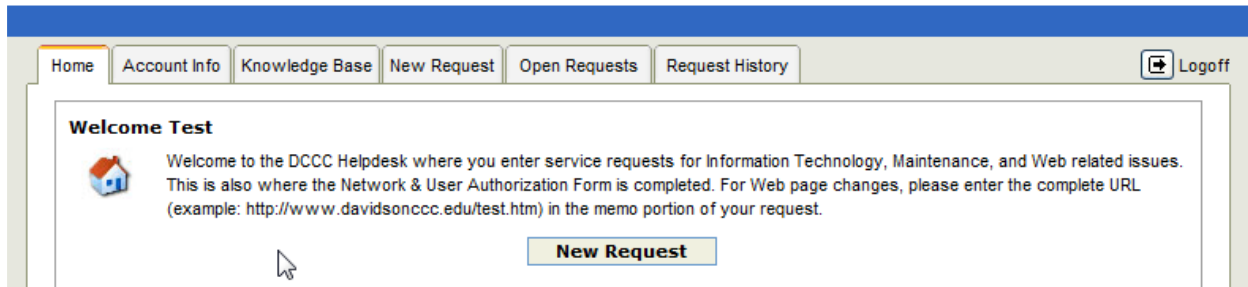 Home Account Info Knowledge Base New Request Open Requests Request History Logoff
Welcome Test
Welcome to the DCCC Helpdesk where you enter service requests for Information Technology, Maintenance, and Web related issues.
This is also where the Network & User Authorization Form is completed. For Web page changes, please enter the complete URL
(example: http://www.davidsonccc.edu/test.htm) in the memo portion of your request.
New Request